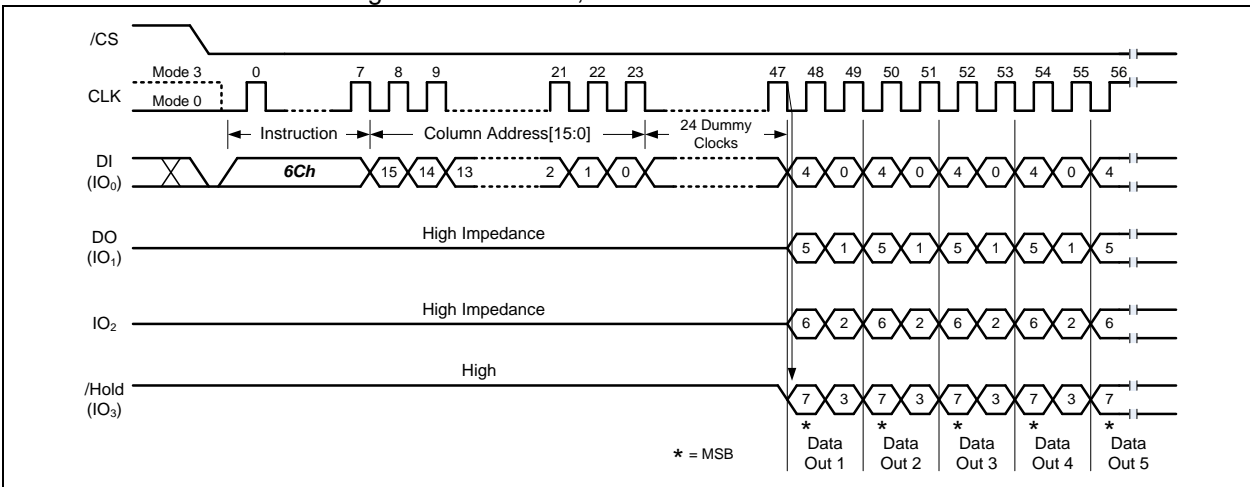 /CS
Mode 3 0 7 8 9 21 22 23 47 48 49 50 51 52 53 54 55 56
CLK
Mode 0
Instruction Column Address[15:0] 24 Dummy
Clocks
DI
(IO0)
6Ch 15 14 13 2 1 0 4 0 4 0 4 0 4 0 4
DO
(IO1)
High Impedance
5 1 5 1 5 1 5 1 5
High Impedance
IO2
6 2 6 2 6 2 6 2 6
High
/Hold
(IO3)
7 3 7 3 7 3 7 3 7
* * * * *
* = MSB
Data Data Data Data Data
Out 1 Out 2 Out 3 Out 4 Out 5